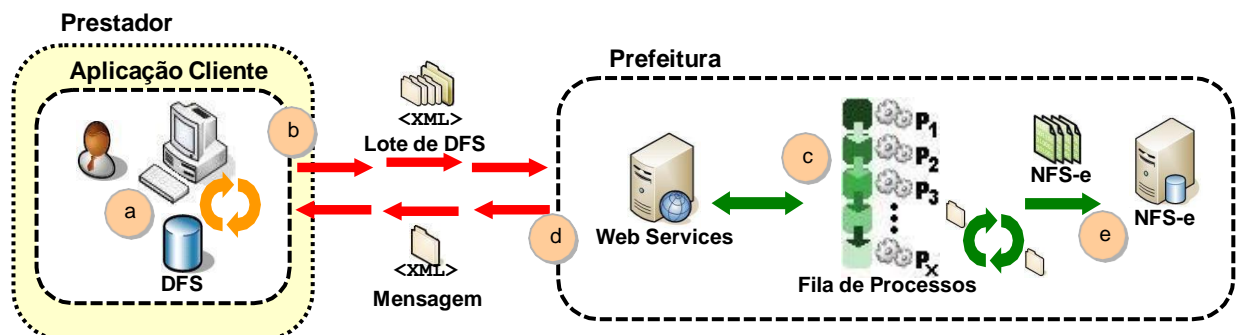 Prestador
Aplicação Cliente
a
DFS
b
<XML>
Lote de DFS
<XML>
Mensagem
Prefeitura
d
Web Services
c
P1
P2
P3
Px
Fila de Processos
NFS-e
e
NFS-e